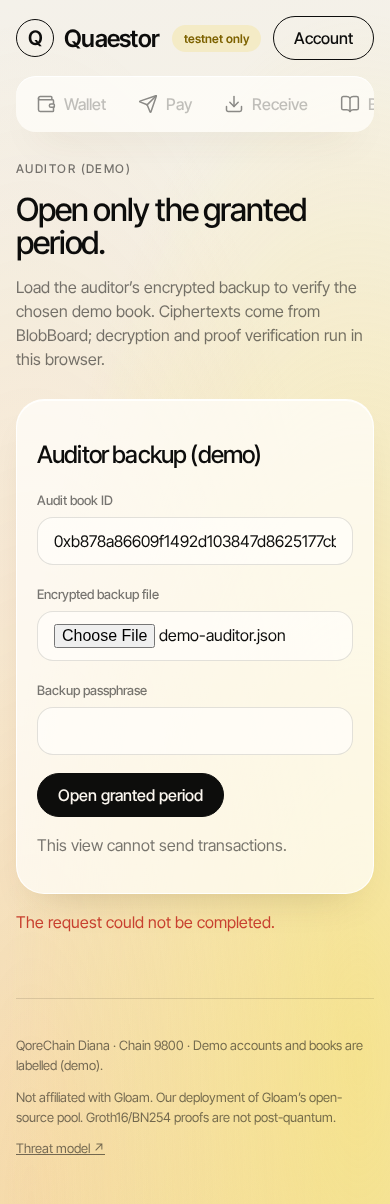 Q Quaestor testnet only Account
Wallet Pay Receive
AUDITOR (DEMO)
Open only the granted
period.
Load the auditor's encrypted backup to verify the
chosen demo book. Ciphertexts come from
BlobBoard; decryption and proof verification run in
this browser.
Auditor backup (demo)
Audit book ID
0xb878a86609f1492d103847d8625177cb
Encrypted backup file
Choose File demo-auditor.json
Backup passphrase
Open granted period
This view cannot send transactions.
The request could not be completed.
QoreChain Diana · Chain 9800 · Demo accounts and books are
labelled (demo).
Not affiliated with Gloam. Our deployment of Gloam's open-
source pool. Groth16/BN254 proofs are not post-quantum.
Threat model ↗